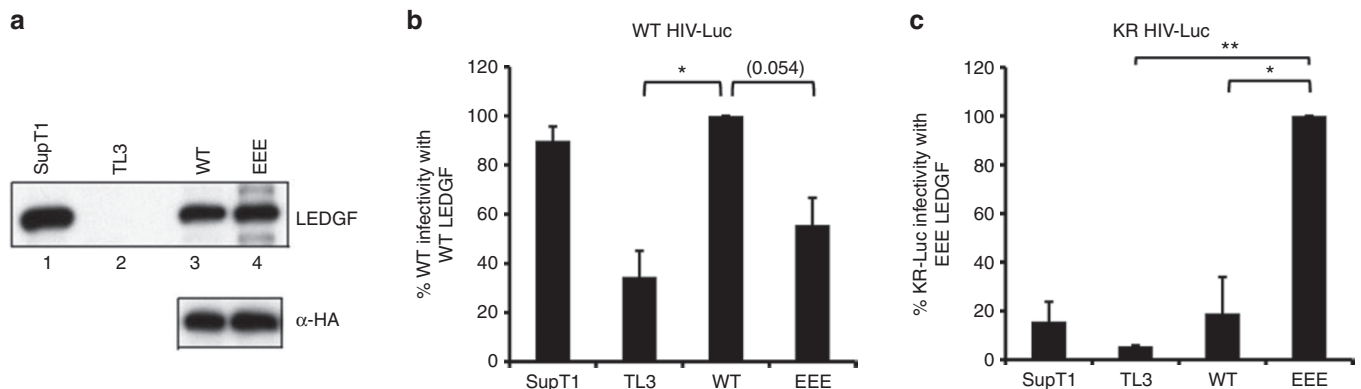 a
SupT1
TL3
WT
EEE
LEDGF
1 2 3 4
α-HA
b
WT HIV-Luc
% WT infectivity with
WT LEDGF
120
100
80
60
40
20
0
*
(0.054)
SupT1 TL3 WT EEE
c
KR HIV-Luc
% KR-Luc infectivity with
EEE LEDGF
120
100
80
60
40
20
0
**
*
SupT1 TL3 WT EEE